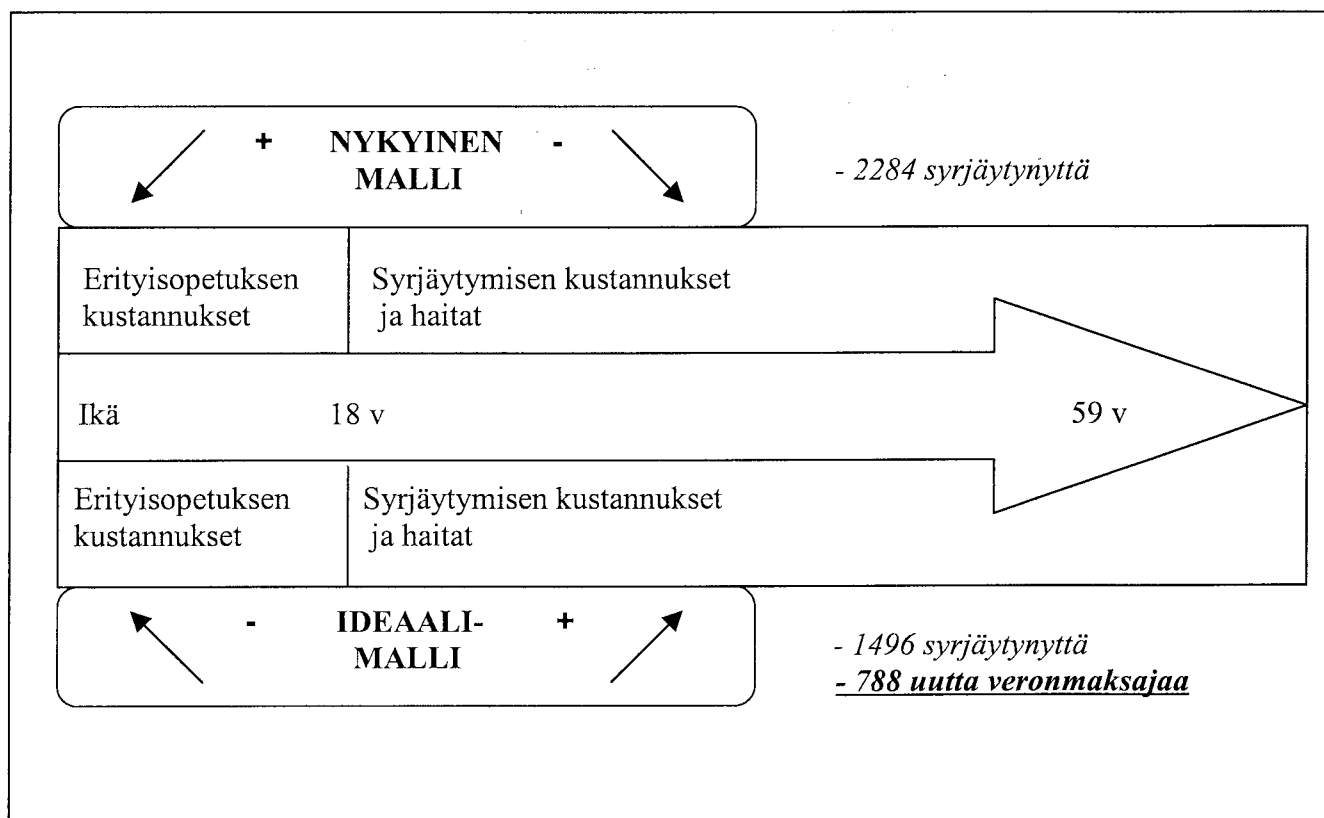 + NYKYINEN -
MALLI
- 2284 syrjäytynyttä
Erityisopetuksen
kustannukset
Syrjäytymisen kustannukset
ja haitat
Ikä 18 v 59 v
Erityisopetuksen
kustannukset
Syrjäytymisen kustannukset
ja haitat
- IDEAALI- +
MALLI
- 1496 syrjäytynyttä
- 788 uutta veronmaksajaa